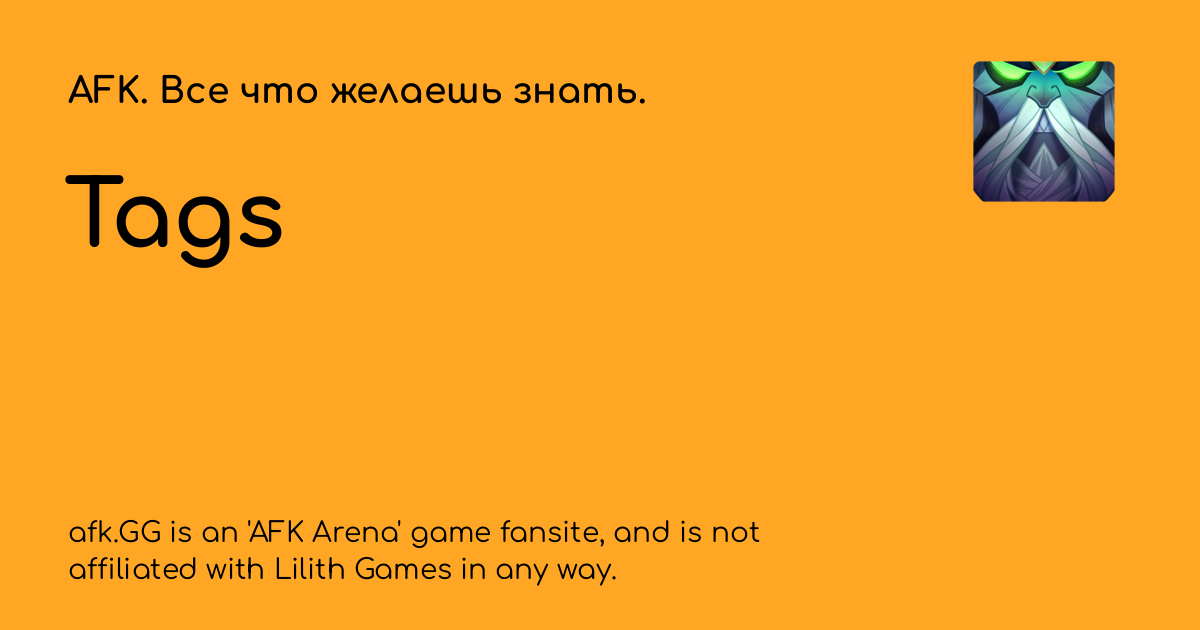 AFK. Все что желаешь знать.
Tags
afk.GG is an 'AFK Arena' game fansite, and is not
affiliated with Lilith Games in any way.